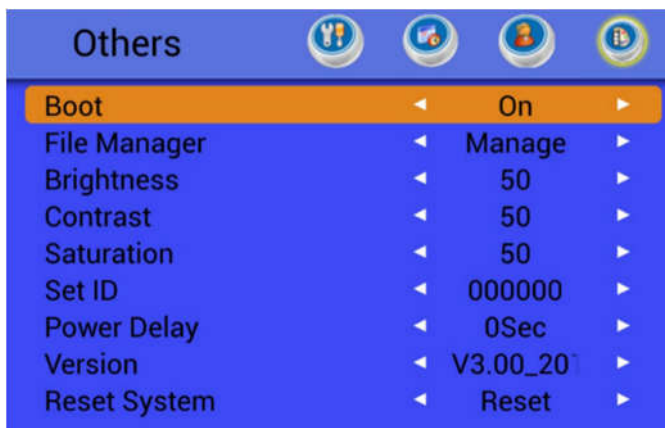 Others
Boot On
File Manager Manage
Brightness 50
Contrast 50
Saturation 50
Set ID 000000
Power Delay 0Sec
Version V3.00_20
Reset System Reset